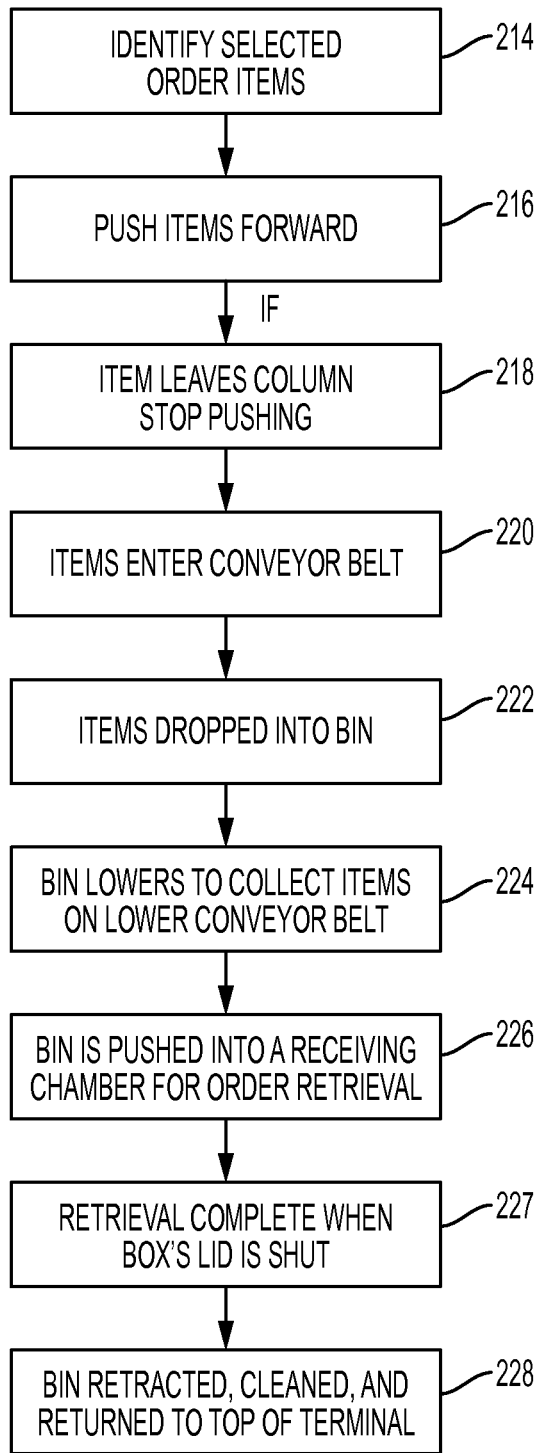 IDENTIFY SELECTED
ORDER ITEMS
214
PUSH ITEMS FORWARD
216
IF
ITEM LEAVES COLUMN
STOP PUSHING
218
ITEMS ENTER CONVEYOR BELT
220
ITEMS DROPPED INTO BIN
222
BIN LOWERS TO COLLECT ITEMS
ON LOWER CONVEYOR BELT
224
BIN IS PUSHED INTO A RECEIVING
CHAMBER FOR ORDER RETRIEVAL
226
RETRIEVAL COMPLETE WHEN
BOX'S LID IS SHUT
227
BIN RETRACTED, CLEANED, AND
RETURNED TO TOP OF TERMINAL
228